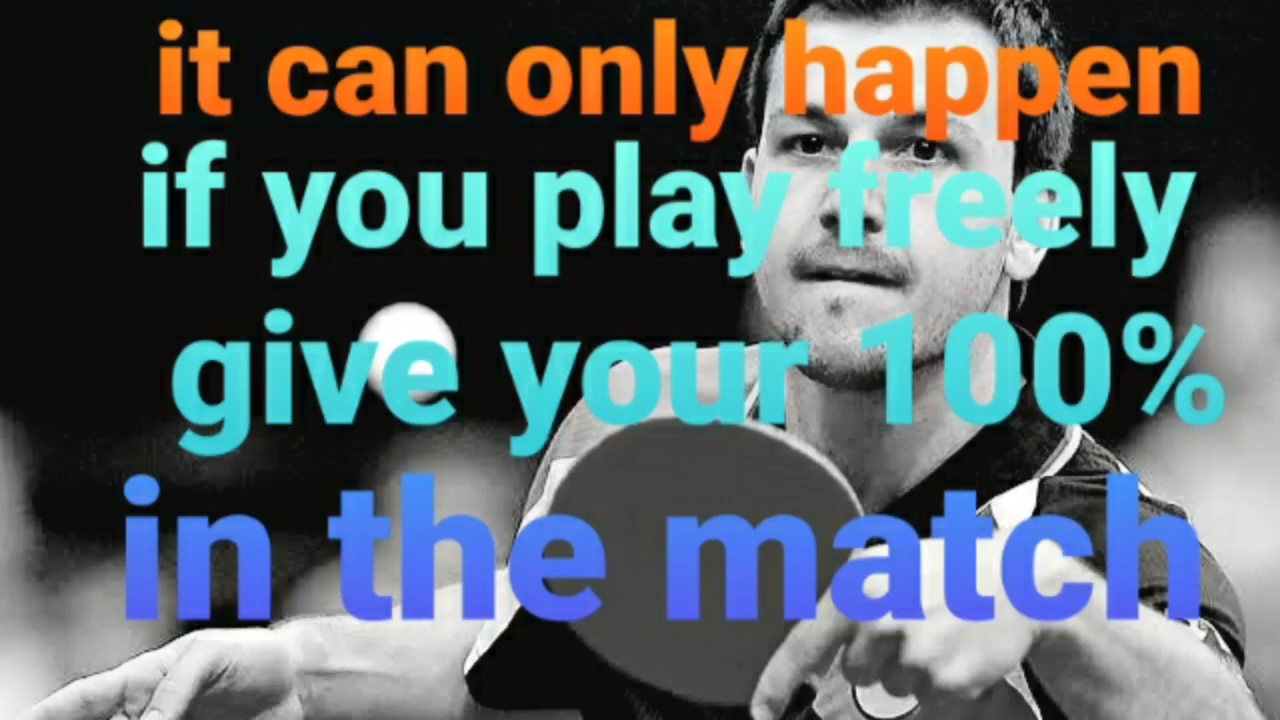 it can only happen
if you play freely
give your 100%
in the match